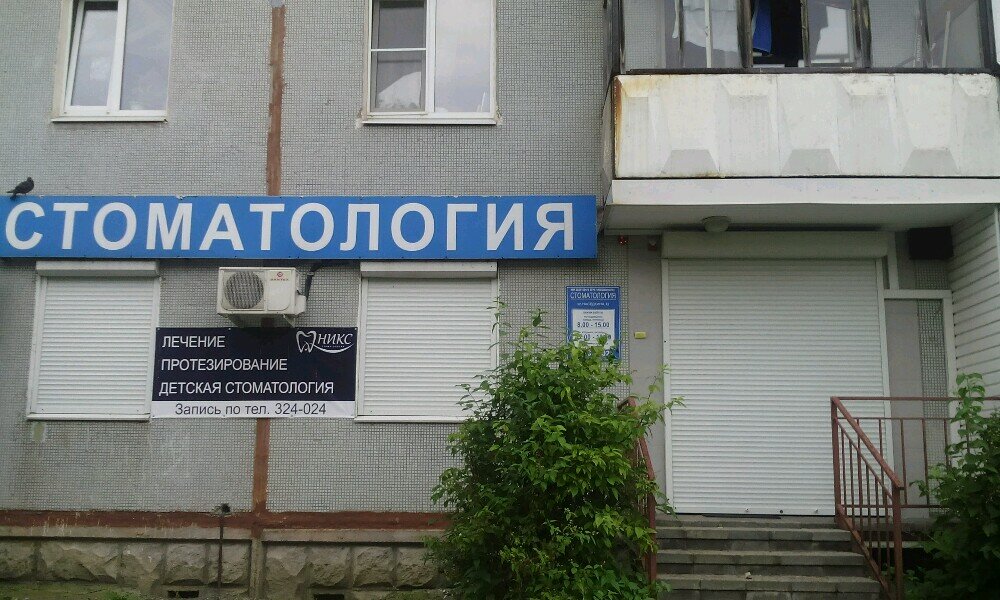 СТОМАТОЛОГИЯ
ЛЕЧЕНИЕ
НИКС
ПРОТЕЗИРОВАНИЕ
ДЕТСКАЯ СТОМАТОЛОГИЯ
Запись по тел. 324-024
СТОМАТОЛОГИЯ
8.00 - 15.00